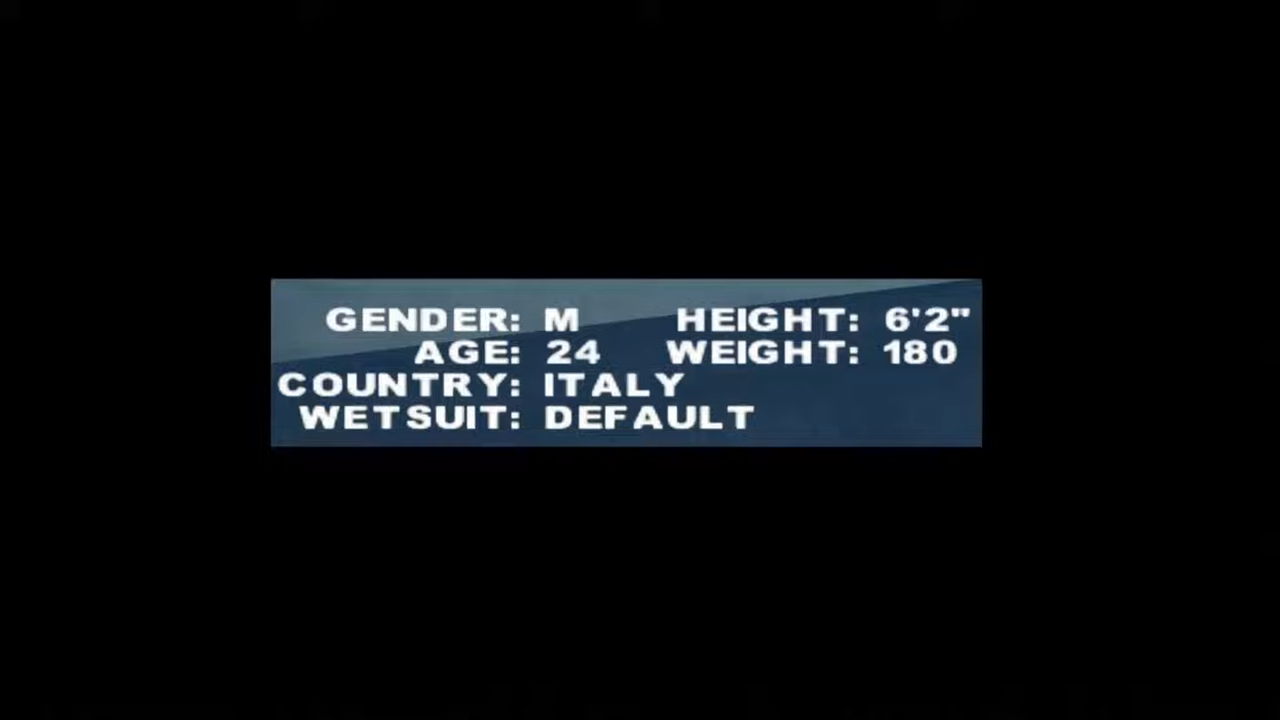 GENDER: M HEIGHT: 6'2"
AGE: 24 WEIGHT: 180
COUNTRY: ITALY
WETSUIT: DEFAULT